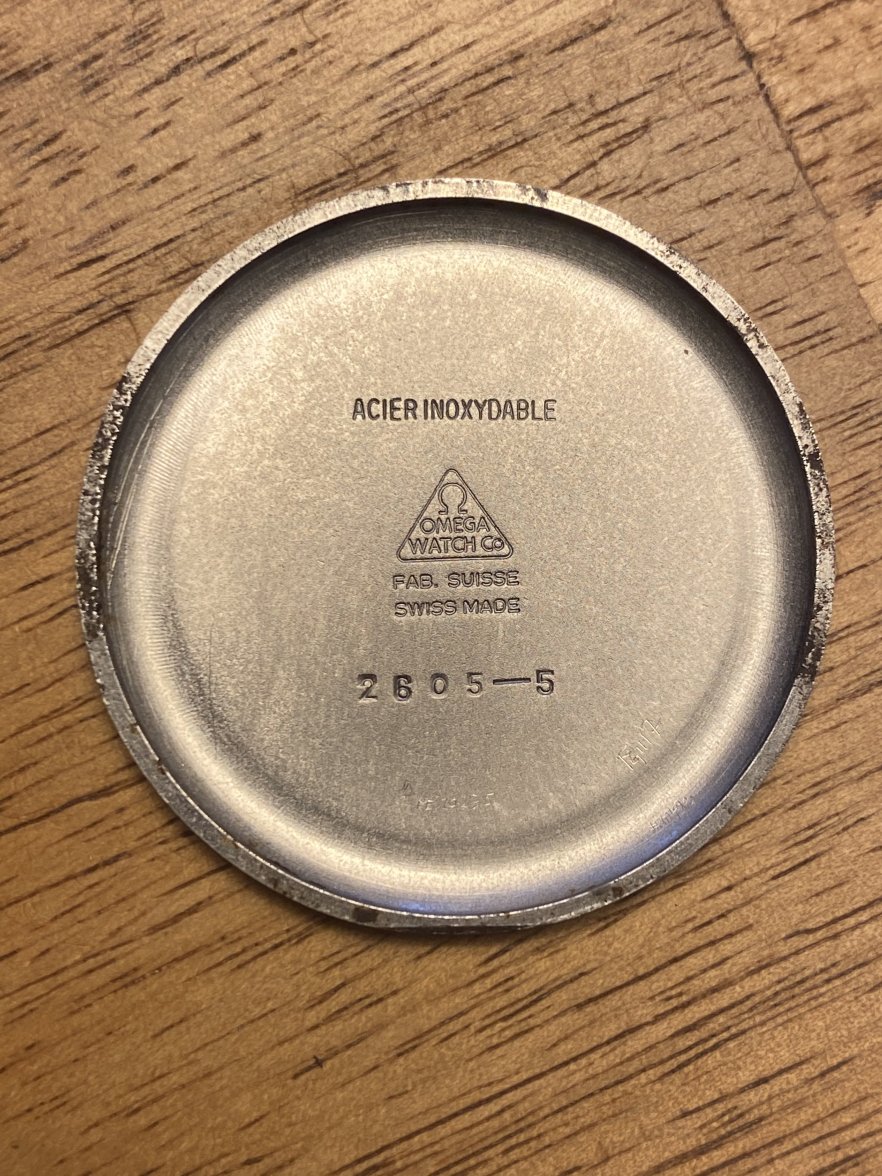 ACIER INOXYDABLE
Ω
OMEGA
WATCH Co
FAB. SUISSE
SWISS MADE
2605-5